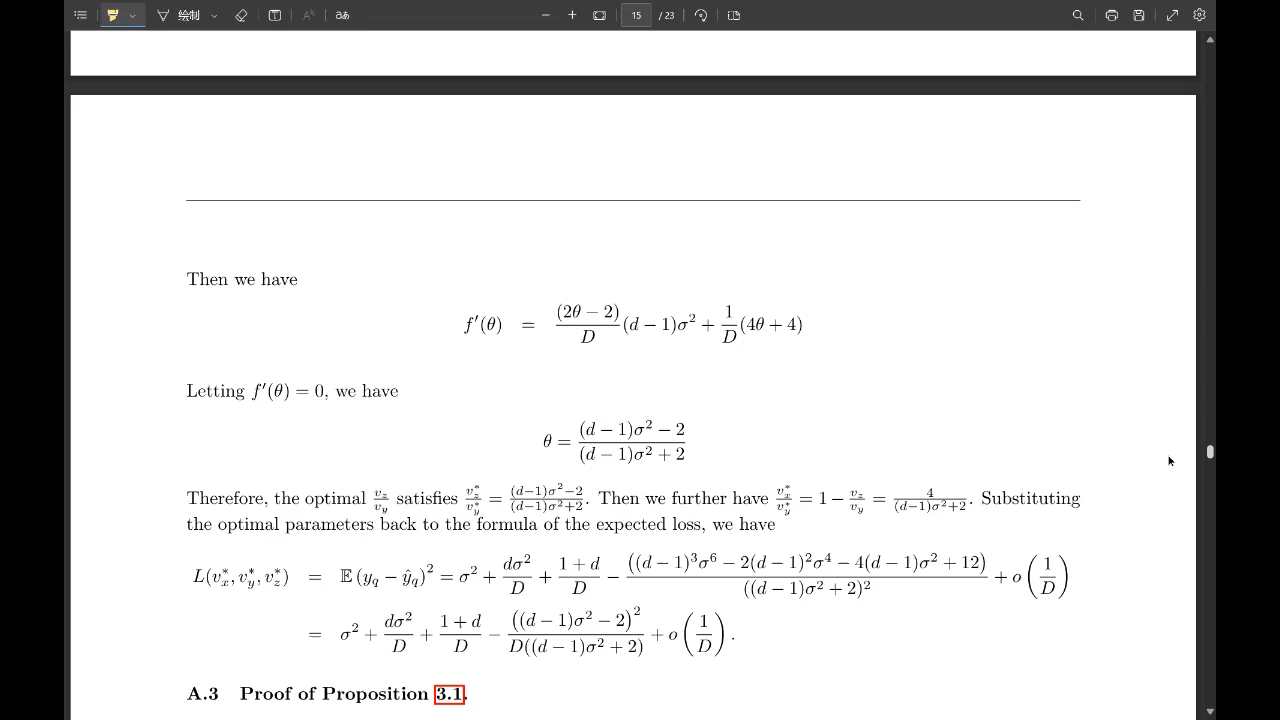 绘制 A⁾⁾ aあ 15 / 23
Then we have
f′(θ) = (2θ − 2)/D (d − 1)σ² + 1/D (4θ + 4)
Letting f′(θ) = 0, we have
θ = ((d − 1)σ² − 2)/((d − 1)σ² + 2)
Therefore, the optimal v_z/v_y satisfies v_z^*/v_y^* = ((d−1)σ²−2)/((d−1)σ²+2). Then we further have v_x^*/v_y^* = 1 − v_z/v_y = 4/((d−1)σ²+2). Substituting
the optimal parameters back to the formula of the expected loss, we have
L(v_x^*, v_y^*, v_z^*) = 𝔼 (y_q − ŷ_q)² = σ² + dσ²/D + (1 + d)/D − ((d − 1)³σ⁶ − 2(d − 1)²σ⁴ − 4(d − 1)σ² + 12)/((d − 1)σ² + 2)² + o(1/D)
= σ² + dσ²/D + (1 + d)/D − ((d − 1)σ² − 2)²/(D((d − 1)σ² + 2)) + o(1/D).
A.3 Proof of Proposition 3.1.